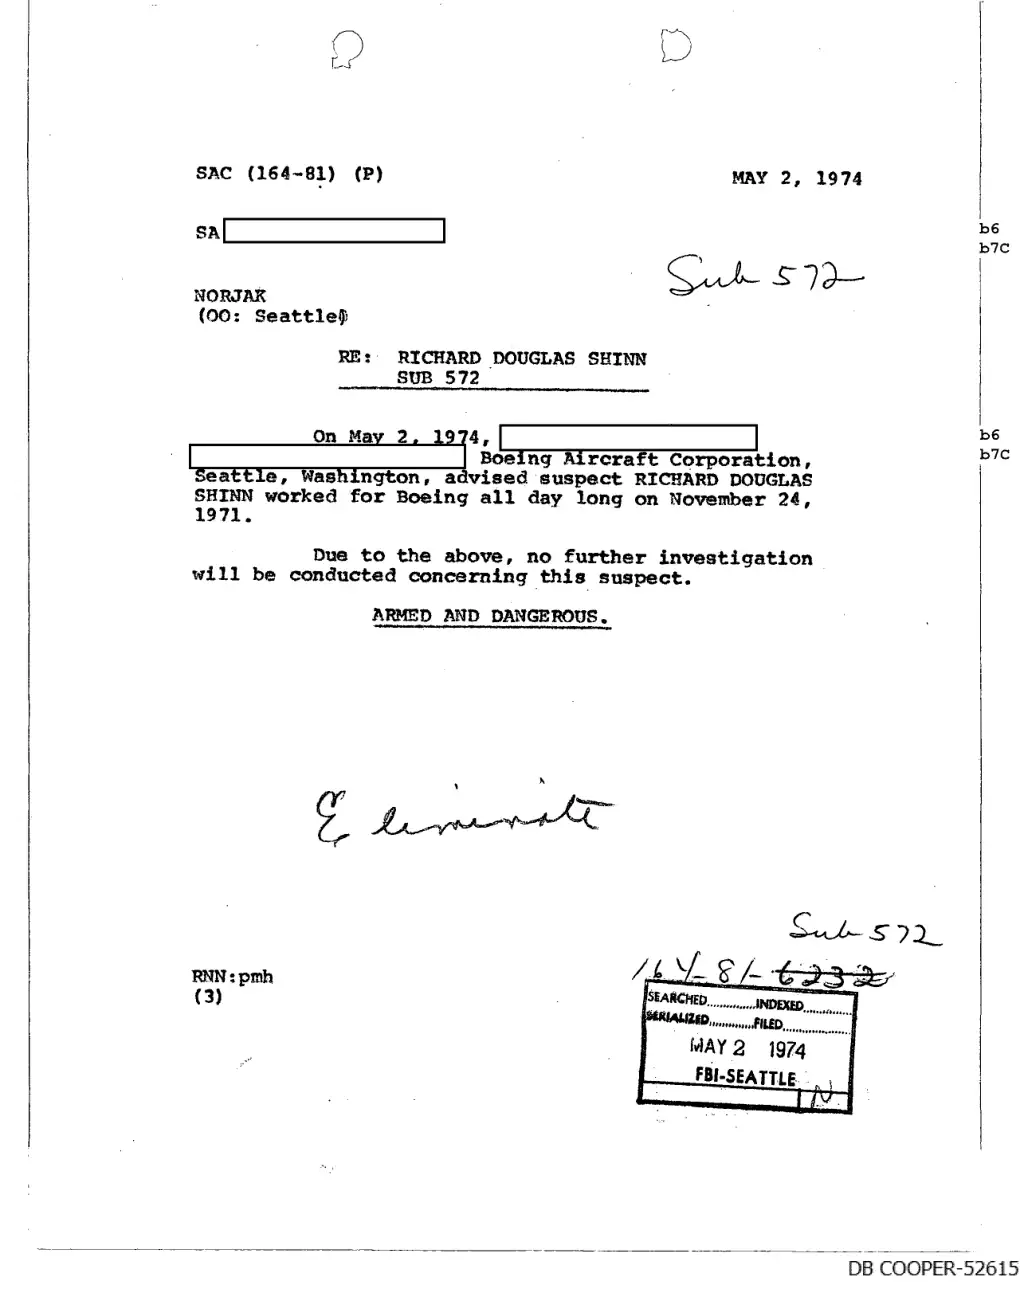 SAC (164-81) (P)
MAY 2, 1974
SA
b6
b7C
Sub 572
NORJAK
(OO: Seattle)
RE: RICHARD DOUGLAS SHINN
SUB 572
On May 2, 1974,
b6
b7C
Boeing Aircraft Corporation,
Seattle, Washington, advised suspect RICHARD DOUGLAS
SHINN worked for Boeing all day long on November 24,
1971.
Due to the above, no further investigation
will be conducted concerning this suspect.
ARMED AND DANGEROUS.
Eliminate
Sub 572
RNN:pmh
(3)
164-81-6232
SEARCHED..............INDEXED..............
SERIALIZED..............FILED..............
MAY 2 1974
FBI-SEATTLE
N
DB COOPER-52615